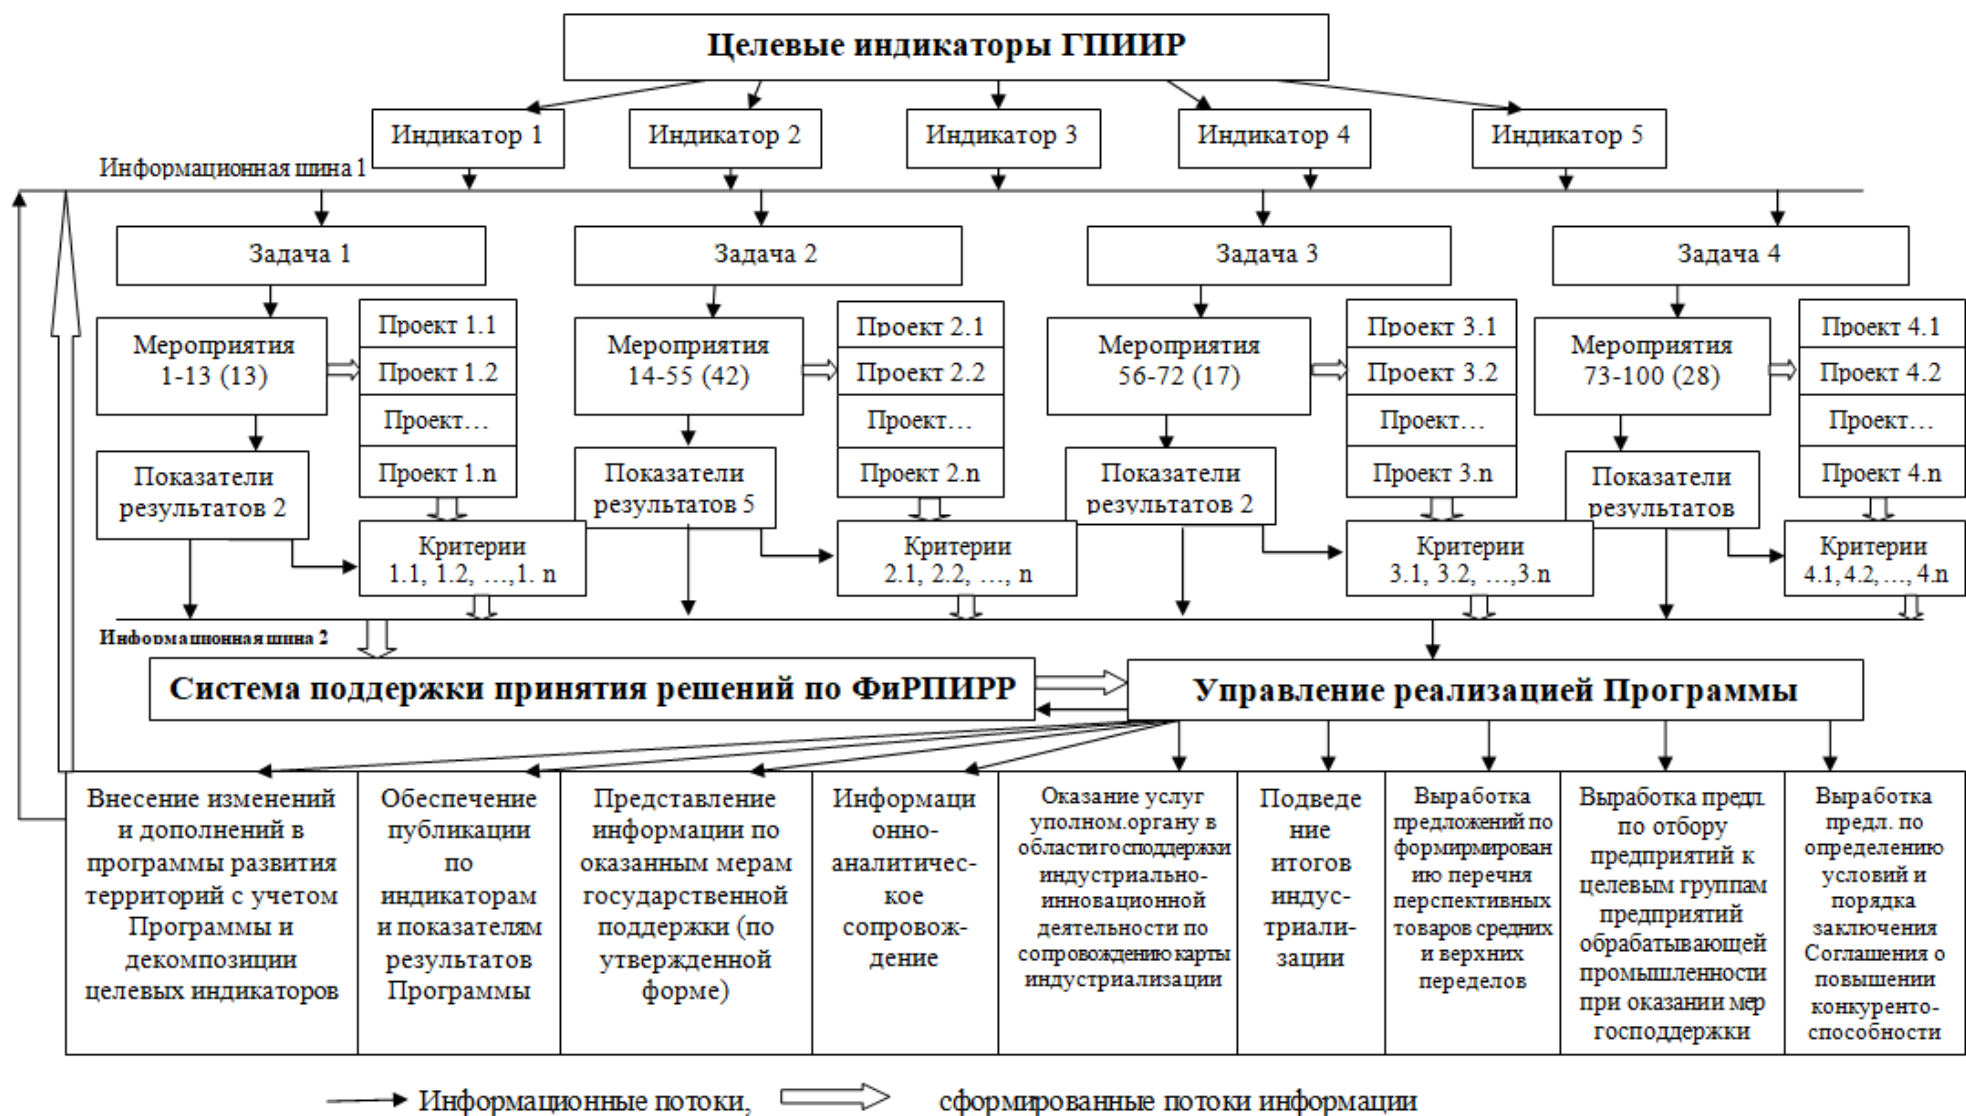 Целевые индикаторы ГПИИР
Индикатор 1
Индикатор 2
Индикатор 3
Индикатор 4
Индикатор 5
Информационная шина 1
Задача 1
Задача 2
Задача 3
Задача 4
Мероприятия
1-13 (13)
Проект 1.1
Проект 1.2
Проект…
Проект 1.n
Мероприятия
14-55 (42)
Проект 2.1
Проект 2.2
Проект…
Проект 2.n
Мероприятия
56-72 (17)
Проект 3.1
Проект 3.2
Проект…
Проект 3.n
Мероприятия
73-100 (28)
Проект 4.1
Проект 4.2
Проект…
Проект 4.n
Показатели
результатов 2
Критерии
1.1, 1.2, …,1. n
Показатели
результатов 5
Критерии
2.1, 2.2, …, n
Показатели
результатов 2
Критерии
3.1, 3.2, …,3.n
Показатели
результатов
Критерии
4.1, 4.2, …, 4.n
Информационная шина 2
Система поддержки принятия решений по ФиРПИРР
Управление реализацией Программы
Внесение изменений
и дополнений в
программы развития
территорий с учетом
Программы и
декомпозиции
целевых индикаторов
Обеспечение
публикации
по
индикаторам
и показателям
результатов
Программы
Представление
информации по
оказанным мерам
государственной
поддержки (по
утвержденной
форме)
Информаци
онно-
аналитичес-
кое
сопровож-
дение
Оказание услуг
уполном.органу в
области господдержки
индустриально-
инновационной
деятельности по
сопровождению карты
индустриализации
Подведе
ние
итогов
индус-
триали-
зации
Выработка
предложений по
формирмирован
ию перечня
перспективных
товаров средних
и верхних
переделов
Выработка предл.
по отбору
предприятий к
целевым группам
предприятий
обрабатывающей
промышленности
при оказании мер
господдержки
Выработка
предл. по
определению
условий и
порядка
заключения
Соглашения о
повышении
конкуренто-
способности
Информационные потоки,
сформированные потоки информации